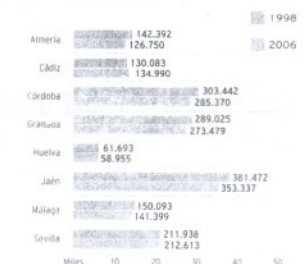 1998
2006
Almería 142.392
126.750
Cádiz 130.083
134.990
Córdoba 303.442
285.370
Granada 289.025
273.479
Huelva 61.693
58.955
Jaén 381.472
353.337
Málaga 150.093
141.399
Sevilla 211.938
212.613
Miles 10 20 30 40 50